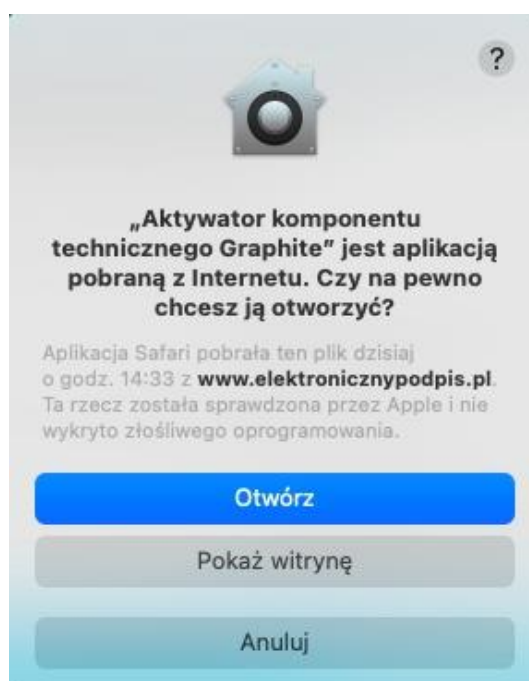 ?
„Aktywator komponentu
technicznego Graphite” jest aplikacją
pobraną z Internetu. Czy na pewno
chcesz ją otworzyć?
Aplikacja Safari pobrała ten plik dzisiaj
o godz. 14:33 z www.elektronicznypodpis.pl.
Ta rzecz została sprawdzona przez Apple i nie
wykryto złośliwego oprogramowania.
Otwórz
Pokaż witrynę
Anuluj